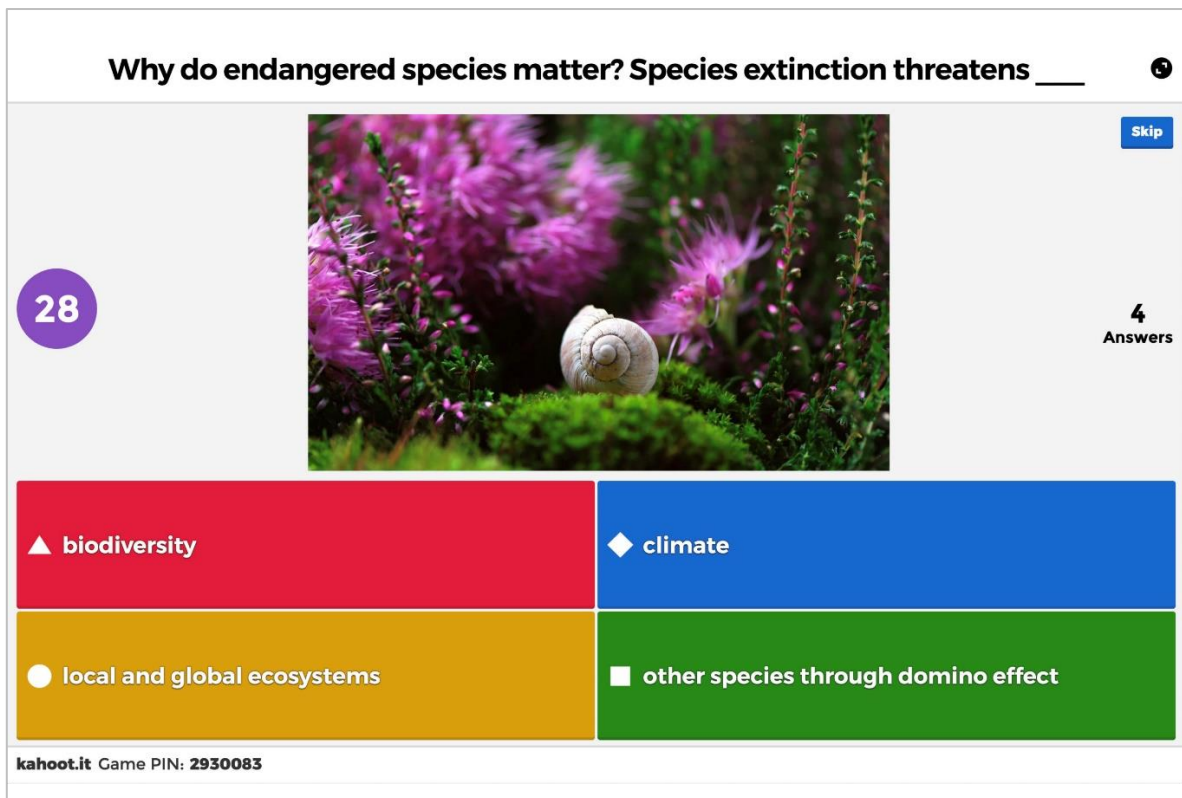 Why do endangered species matter? Species extinction threatens ___
Skip
28
4
Answers
biodiversity
climate
local and global ecosystems
other species through domino effect
kahoot.it Game PIN: 2930083